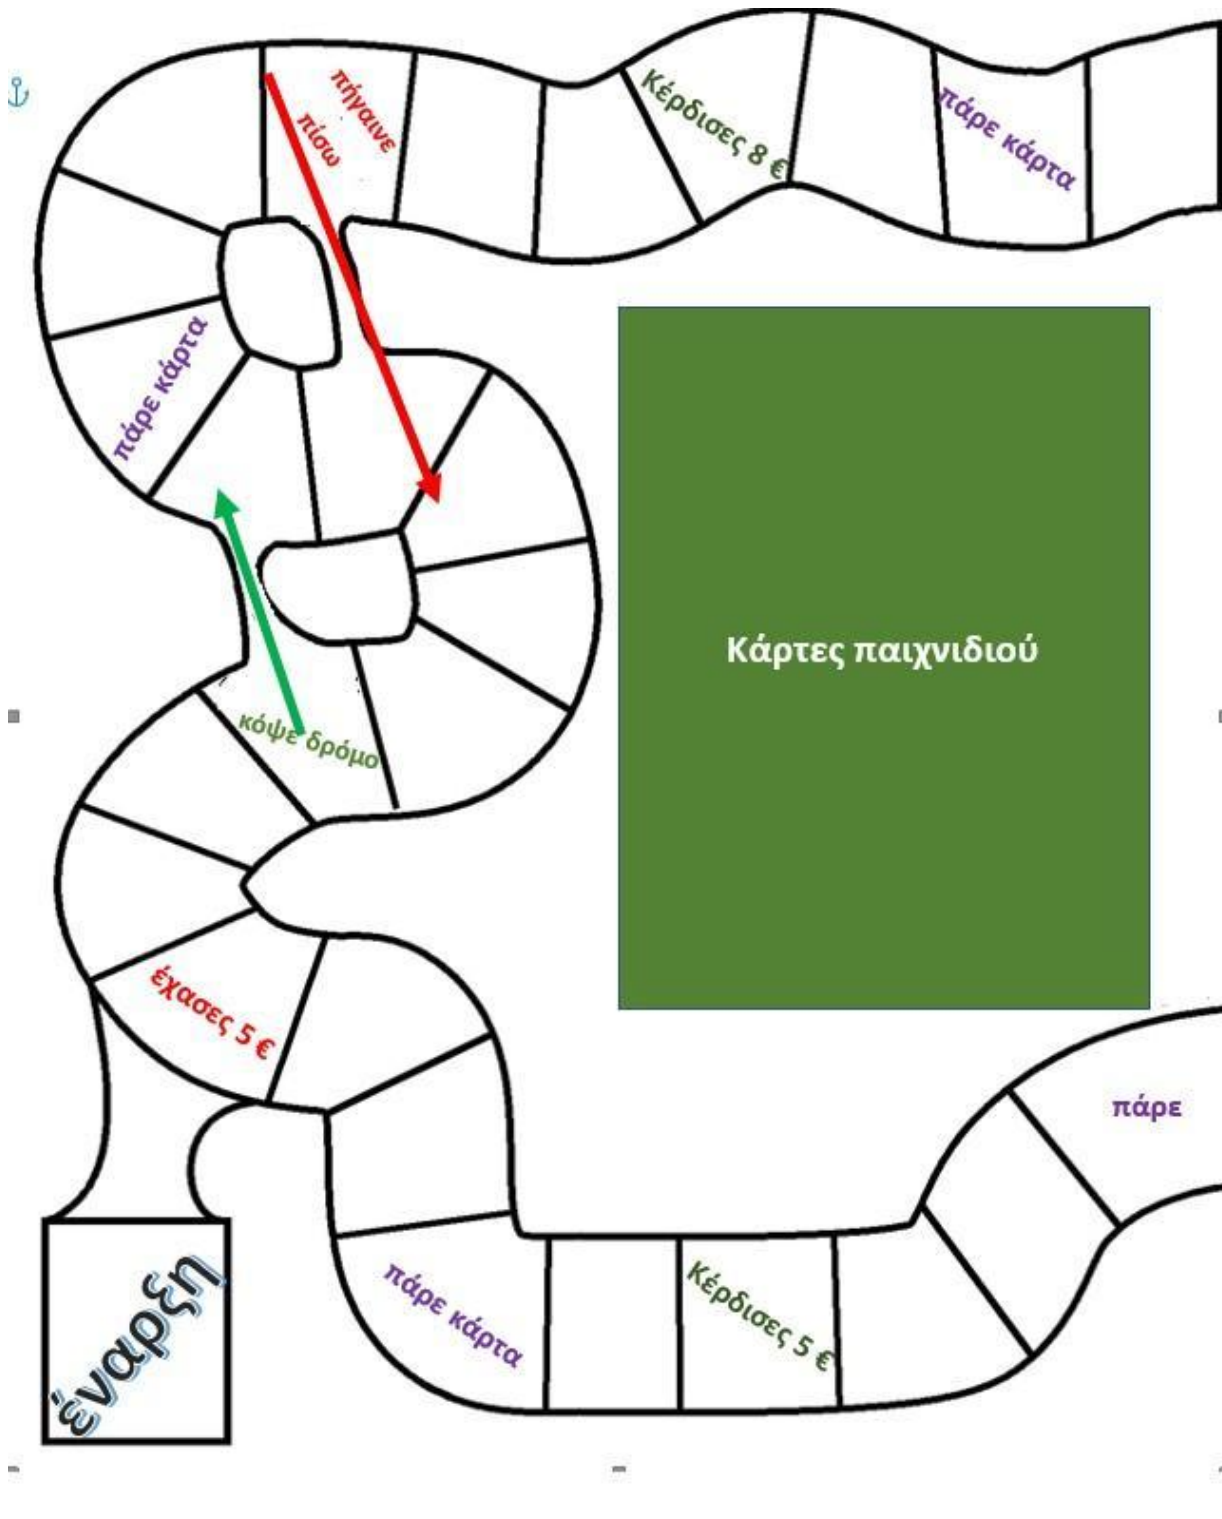 πήγαινε
πίσω
Κέρδισες 8 €
πάρε κάρτα
πάρε κάρτα
Κάρτες παιχνιδιού
κόψε δρόμο
έχασες 5 €
πάρε
πάρε κάρτα
Κέρδισες 5 €
έναρξη